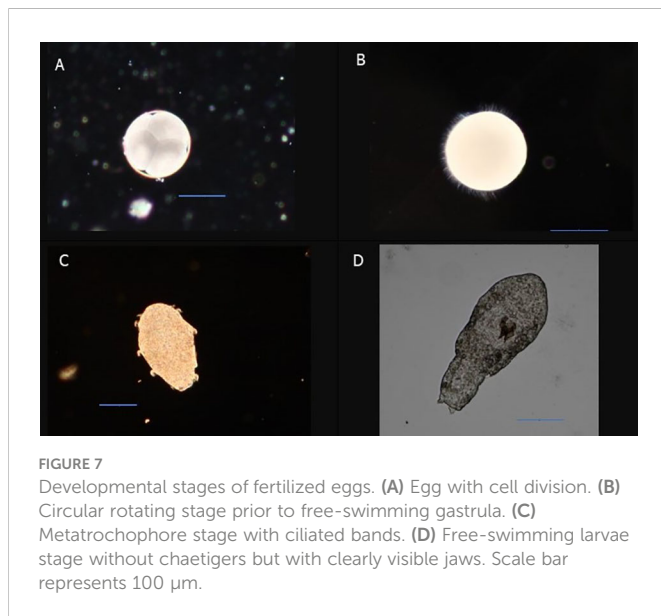 A
B
C
D
FIGURE 7
Developmental stages of fertilized eggs. (A) Egg with cell division. (B)
Circular rotating stage prior to free-swimming gastrula. (C)
Metatrochophore stage with ciliated bands. (D) Free-swimming larvae
stage without chaetigers but with clearly visible jaws. Scale bar
represents 100 µm.